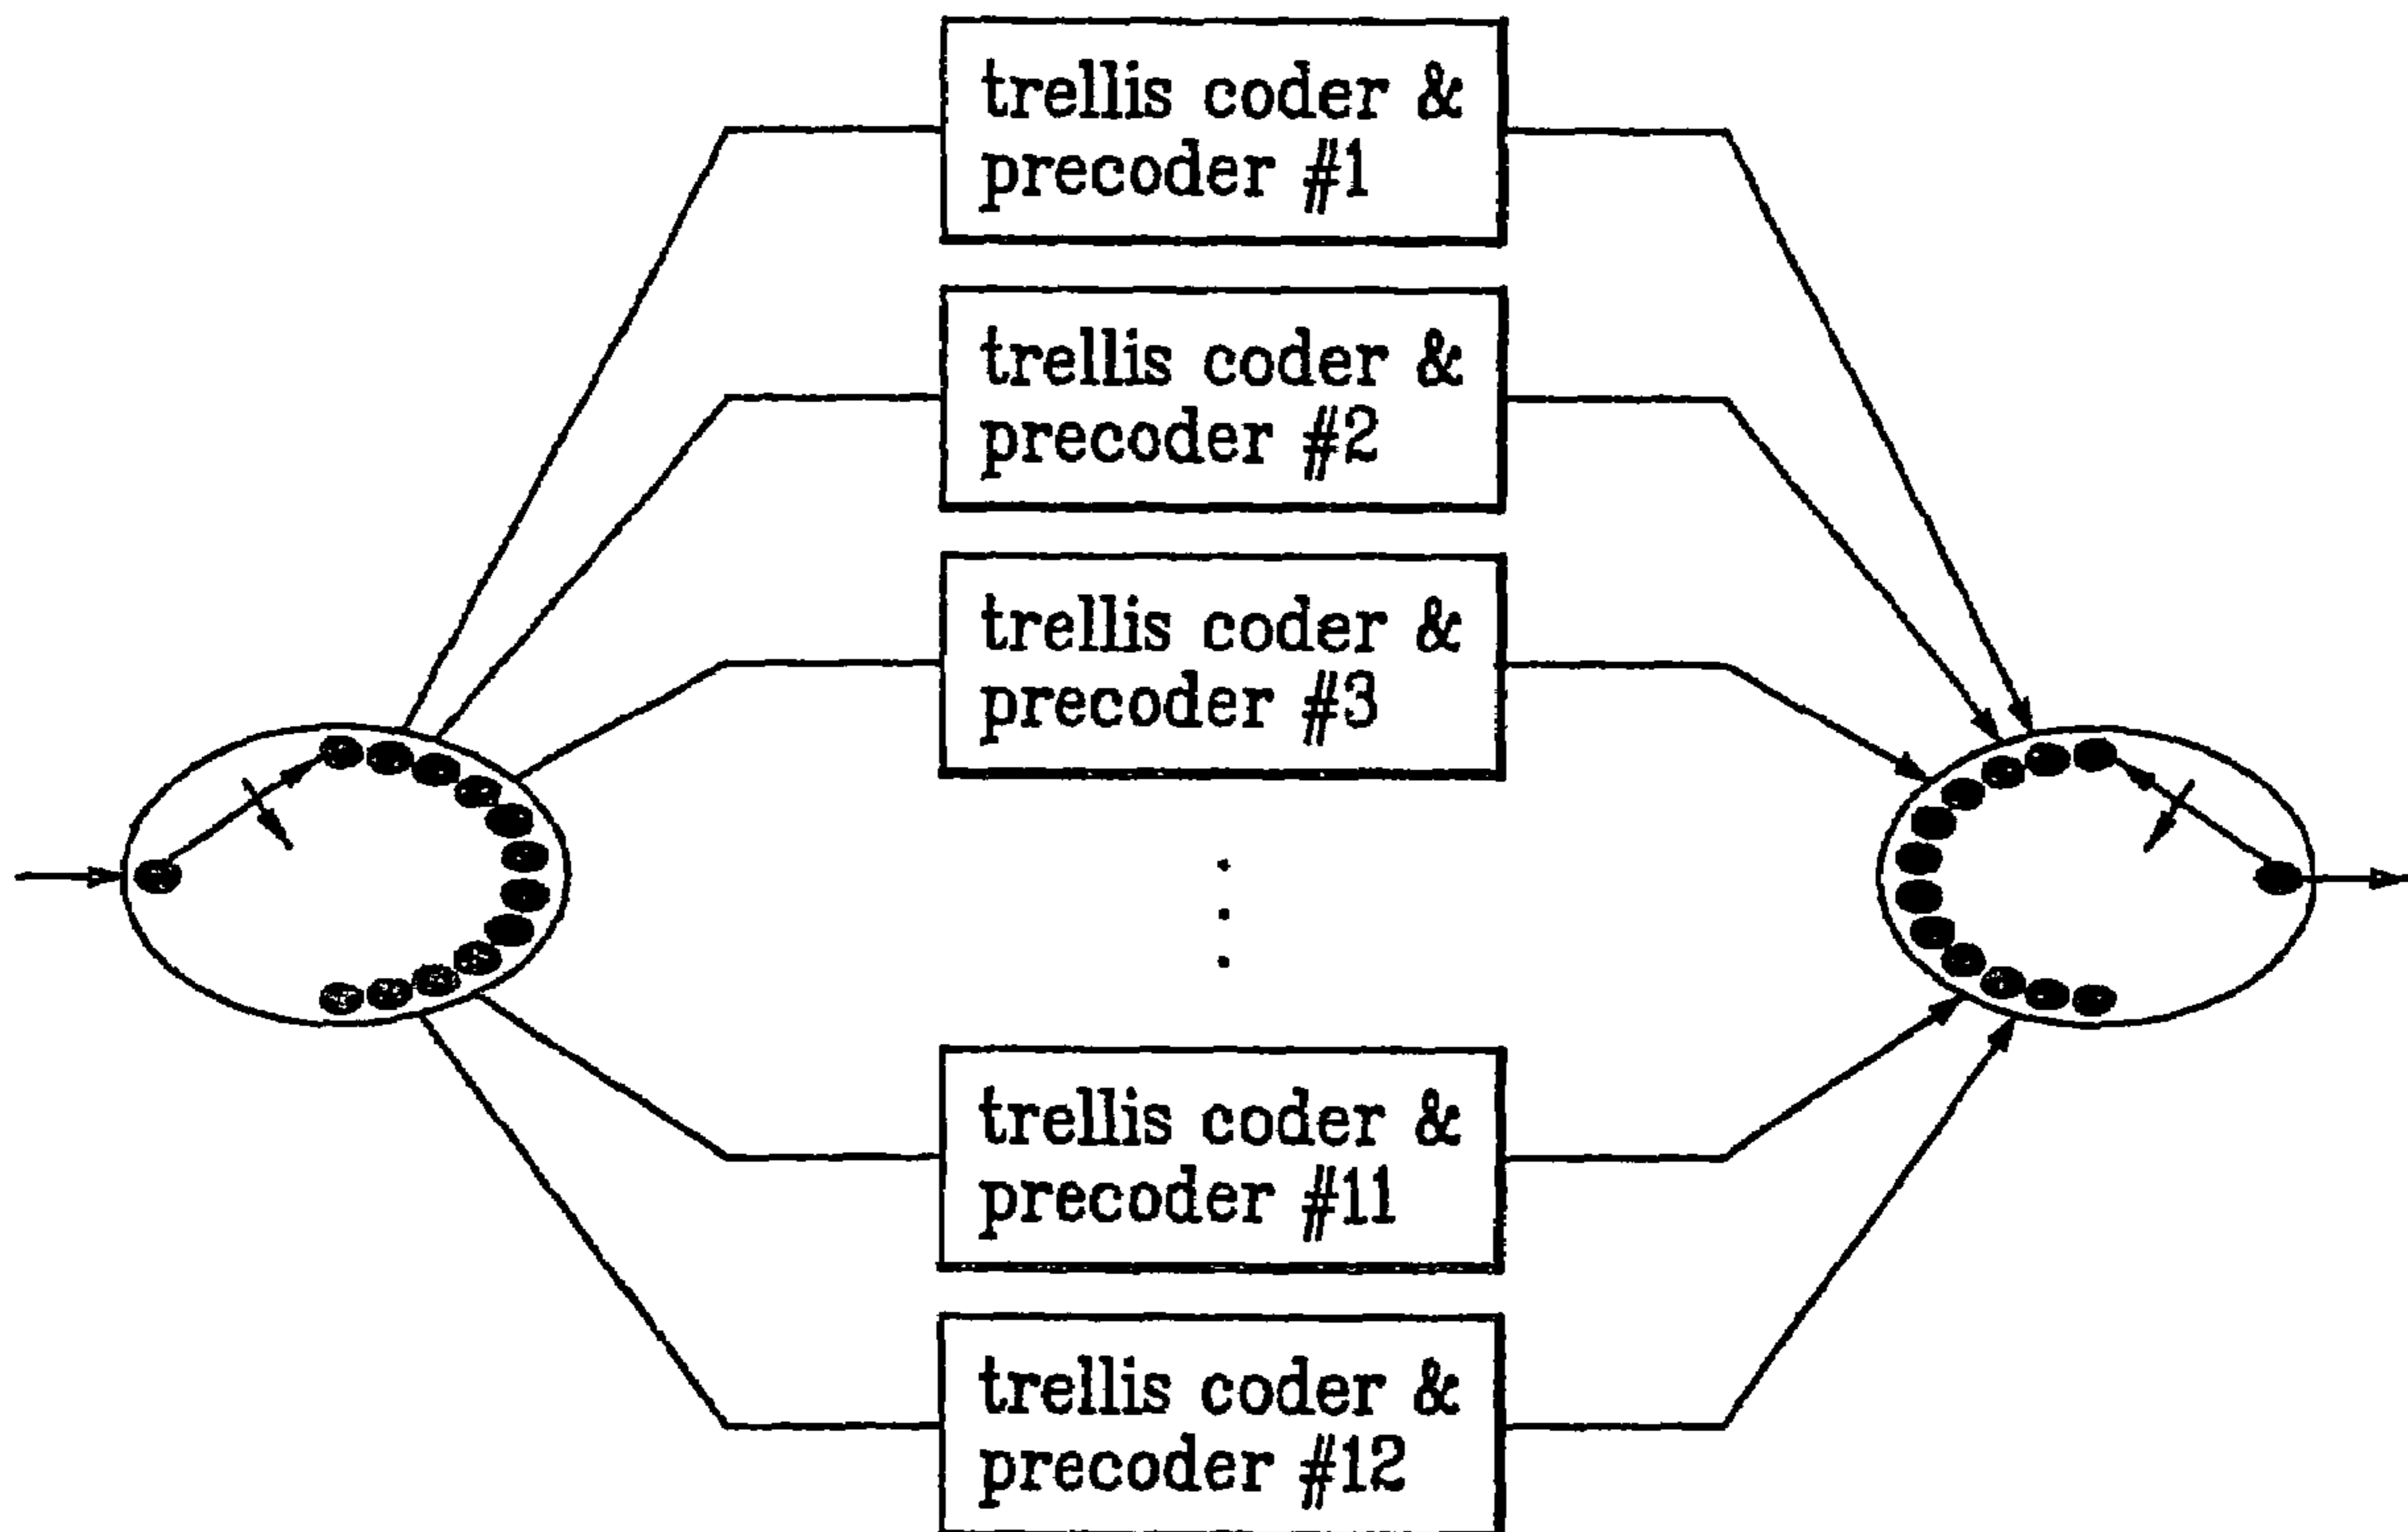 trellis coder &
precoder #1
trellis coder &
precoder #2
trellis coder &
precoder #3
trellis coder &
precoder #11
trellis coder &
precoder #12